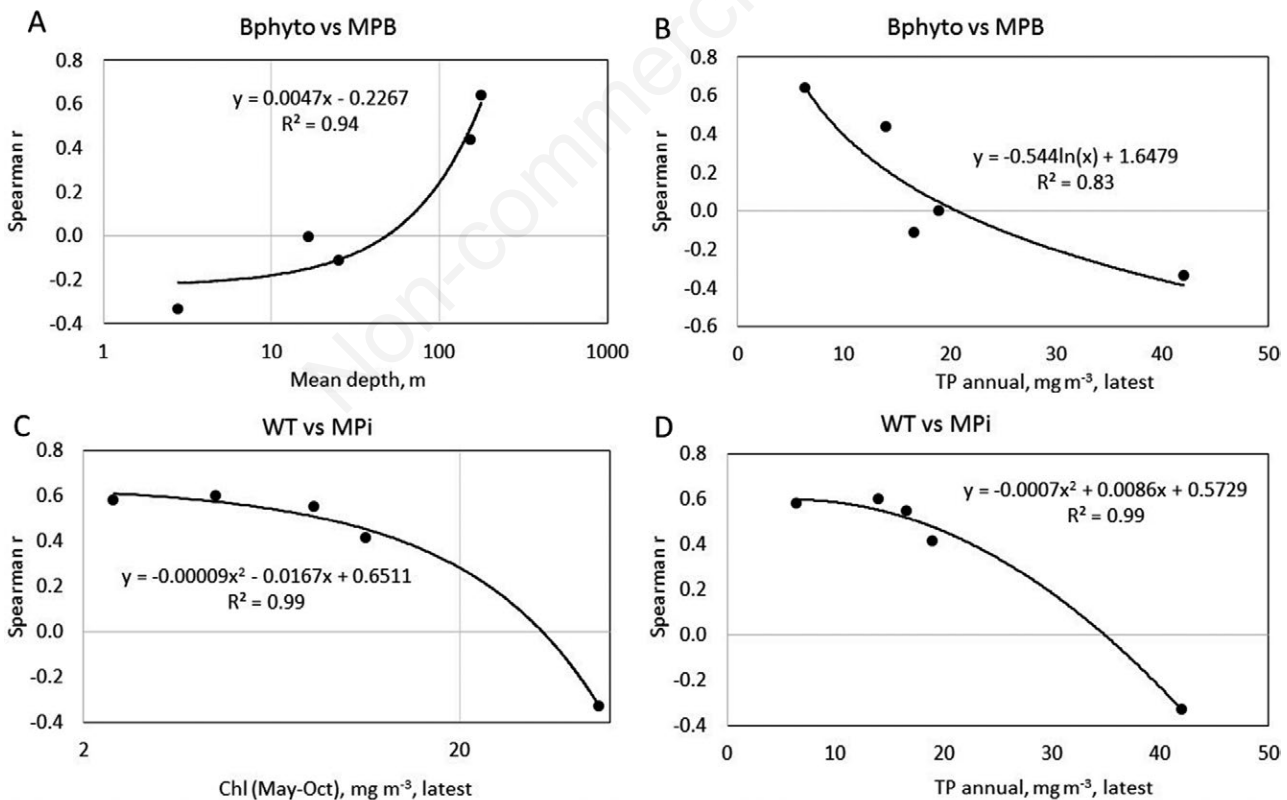 A
Bphyto vs MPB
0.8
0.6
0.4
0.2
0.0
-0.2
-0.4
Spearman r
y = 0.0047x - 0.2267
R² = 0.94
1
10
100
1000
Mean depth, m
B
Bphyto vs MPB
0.8
0.6
0.4
0.2
0.0
-0.2
-0.4
-0.6
Spearman r
y = -0.544ln(x) + 1.6479
R² = 0.83
0
10
20
30
40
50
TP annual, mg m⁻³, latest
C
WT vs MPi
0.8
0.6
0.4
0.2
0.0
-0.2
-0.4
Spearman r
y = -0.00009x² - 0.0167x + 0.6511
R² = 0.99
2
20
Chl (May-Oct), mg m⁻³, latest
D
WT vs MPi
0.8
0.6
0.4
0.2
0.0
-0.2
-0.4
Spearman r
y = -0.0007x² + 0.0086x + 0.5729
R² = 0.99
0
10
20
30
40
50
TP annual, mg m⁻³, latest
Non-commerc